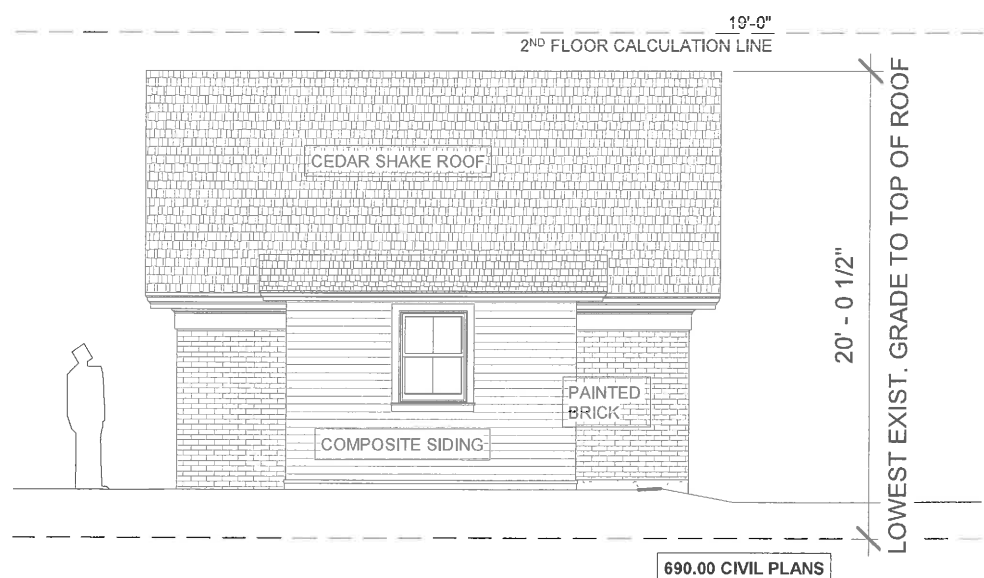 19'-0"
2ND FLOOR CALCULATION LINE
CEDAR SHAKE ROOF
PAINTED
BRICK
COMPOSITE SIDING
20' - 0 1/2"
LOWEST EXIST. GRADE TO TOP OF ROOF
690.00 CIVIL PLANS